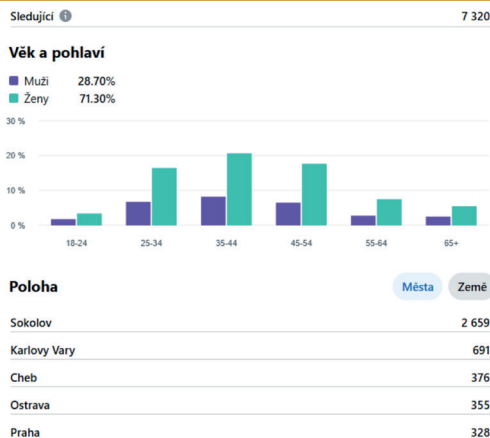 Sledující 7 320
Věk a pohlaví
Muži 28.70%
Ženy 71.30%
30 %
20 %
10 %
0 %
18-24 25-34 35-44 45-54 55-64 65+
Poloha Města Země
Sokolov 2 659
Karlovy Vary 691
Cheb 376
Ostrava 355
Praha 328